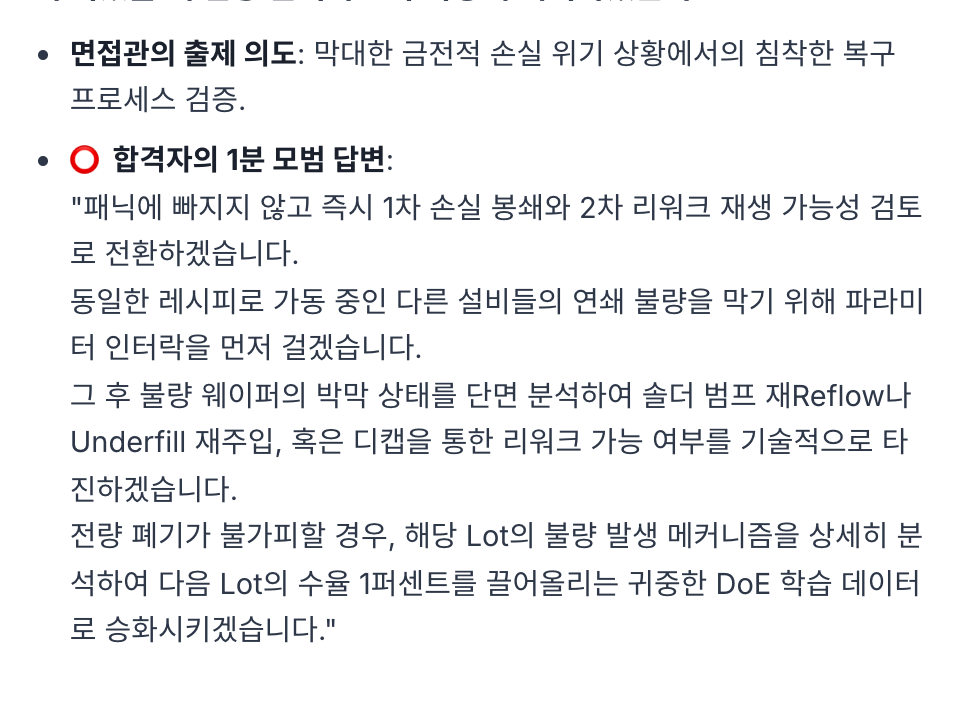 면접관의 출제 의도: 막대한 금전적 손실 위기 상황에서의 침착한 복구
프로세스 검증.
⭕ 합격자의 1분 모범 답변:
"패닉에 빠지지 않고 즉시 1차 손실 봉쇄와 2차 리워크 재생 가능성 검토
로 전환하겠습니다.
동일한 레시피로 가동 중인 다른 설비들의 연쇄 불량을 막기 위해 파라미
터 인터락을 먼저 걸겠습니다.
그 후 불량 웨이퍼의 박막 상태를 단면 분석하여 솔더 범프 재Reflow나
Underfill 재주입, 혹은 디캡을 통한 리워크 가능 여부를 기술적으로 타
진하겠습니다.
전량 폐기가 불가피할 경우, 해당 Lot의 불량 발생 메커니즘을 상세히 분
석하여 다음 Lot의 수율 1퍼센트를 끌어올리는 귀중한 DoE 학습 데이터
로 승화시키겠습니다."